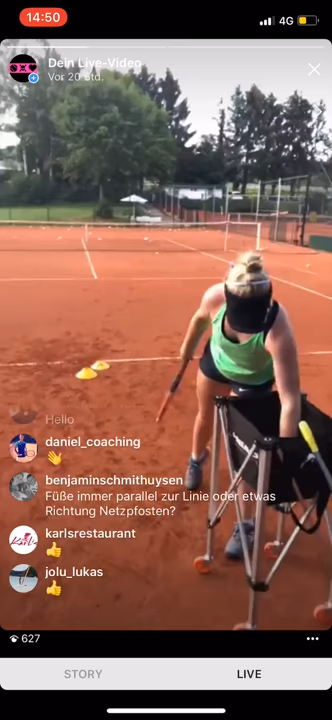 14:50
4G
Dein Live-Video
Vor 20 Std.
Hello
daniel_coaching
benjaminschmithuysen
Füße immer parallel zur Linie oder etwas
Richtung Netzpfosten?
karlsrestaurant
jolu_lukas
627
STORY
LIVE